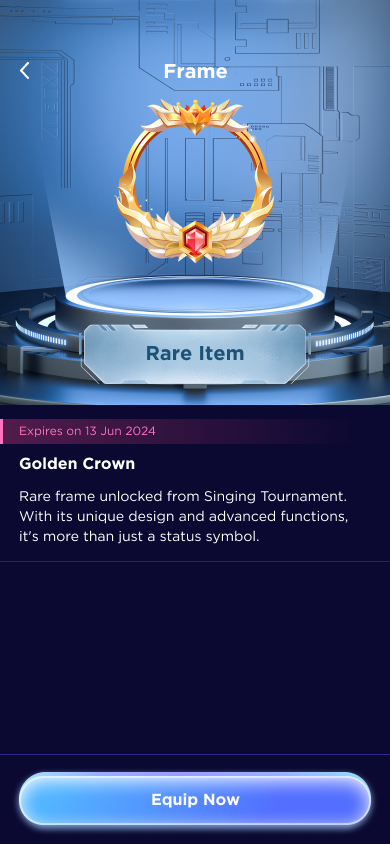 Frame
Rare Item
Expires on 13 Jun 2024
Golden Crown
Rare frame unlocked from Singing Tournament.
With its unique design and advanced functions,
it's more than just a status symbol.
Equip Now